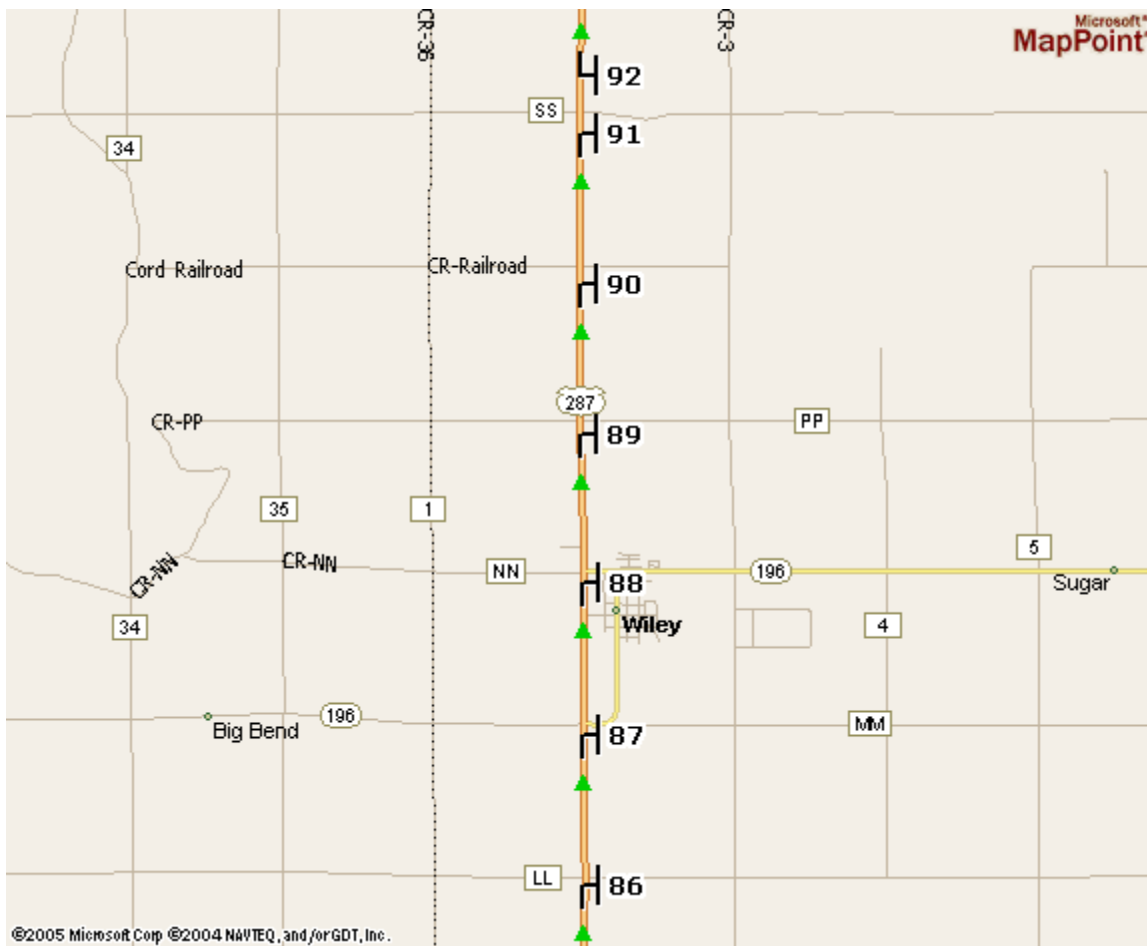 CR-36
CR-3
Microsoft®
MapPoint®
92
SS
91
34
Cord Railroad
CR-Railroad
90
287
CR-PP
PP
89
35
1
5
CR-NN
CR-NN
NN
88
196
Sugar
34
Wiley
4
196
Big Bend
87
MM
LL
86
©2005 Microsoft Corp ©2004 NAVTEQ, and/or GDT, Inc.